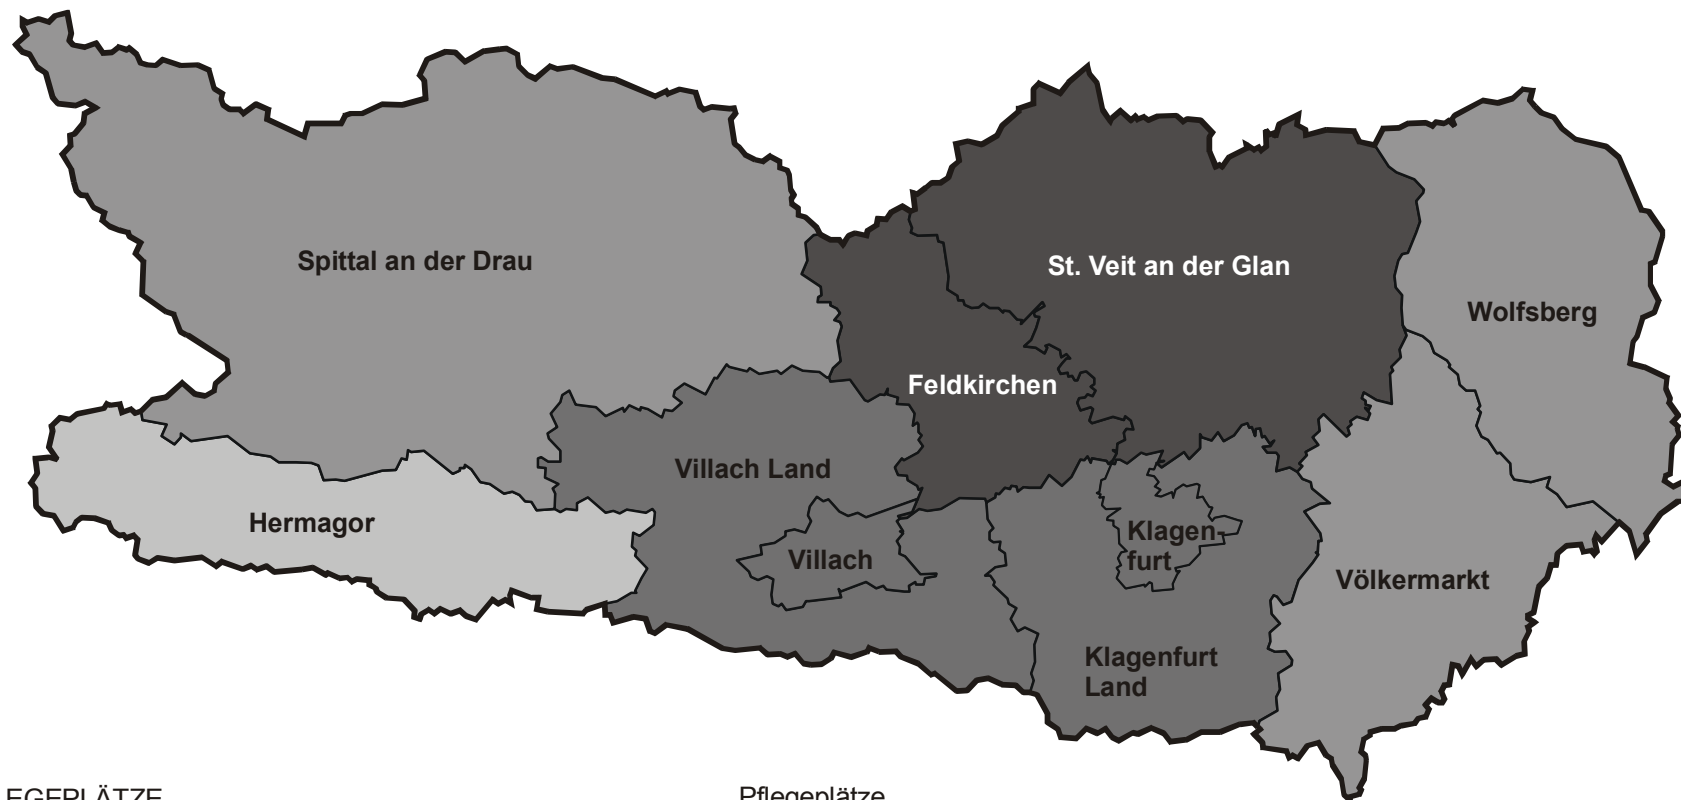 Spittal an der Drau
St. Veit an der Glan
Wolfsberg
Feldkirchen
Villach Land
Hermagor
Klagen-
furt
Villach
Völkermarkt
Klagenfurt
Land
EGEPLÄTZE
Pflegeplätze